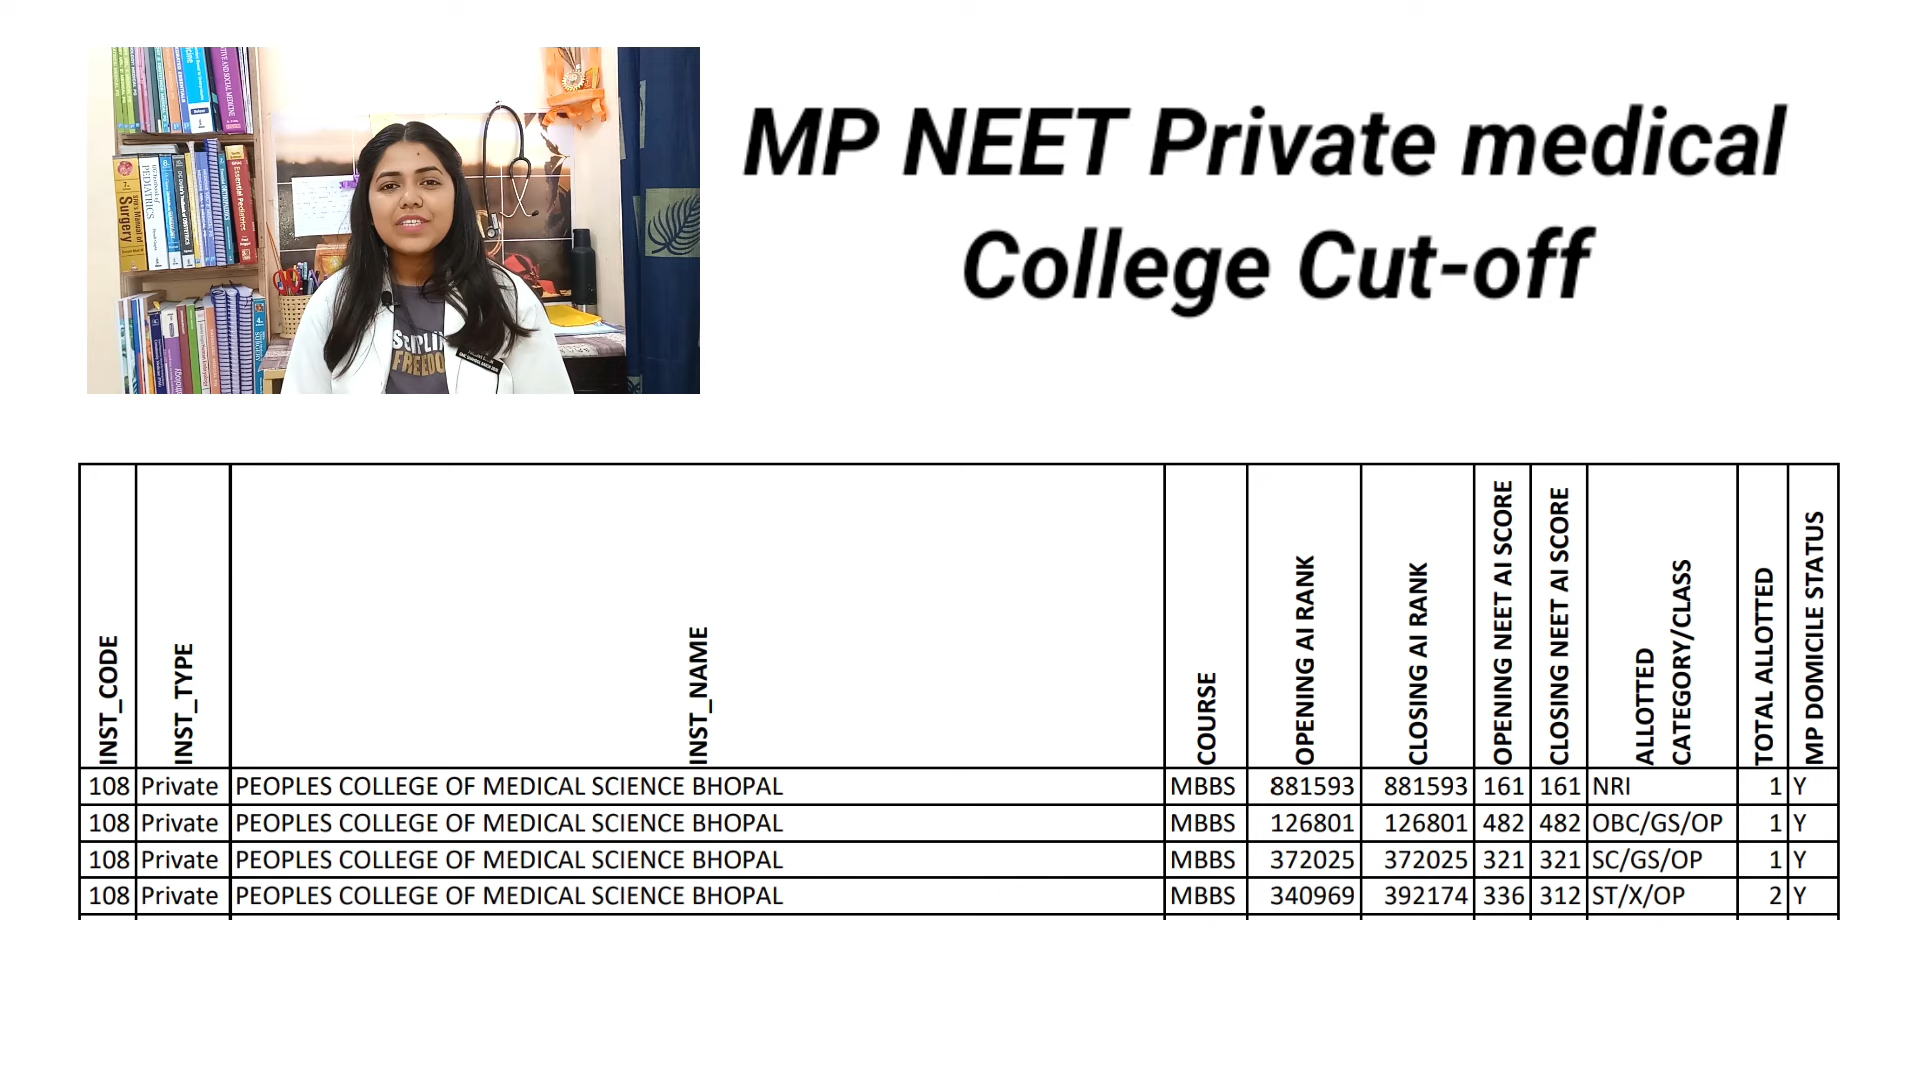 MP NEET Private medical
College Cut-off
Surgery
PEDIATRICS
Essential Pediatrics
FREEDO
INST_CODE INST_TYPE INST_NAME COURSE OPENING AI RANK CLOSING AI RANK OPENING NEET AI SCORE CLOSING NEET AI SCORE ALLOTTED CATEGORY/CLASS TOTAL ALLOTTED MP DOMICILE STATUS
108 Private PEOPLES COLLEGE OF MEDICAL SCIENCE BHOPAL MBBS 881593 881593 161 161 NRI 1 Y
108 Private PEOPLES COLLEGE OF MEDICAL SCIENCE BHOPAL MBBS 126801 126801 482 482 OBC/GS/OP 1 Y
108 Private PEOPLES COLLEGE OF MEDICAL SCIENCE BHOPAL MBBS 372025 372025 321 321 SC/GS/OP 1 Y
108 Private PEOPLES COLLEGE OF MEDICAL SCIENCE BHOPAL MBBS 340969 392174 336 312 ST/X/OP 2 Y